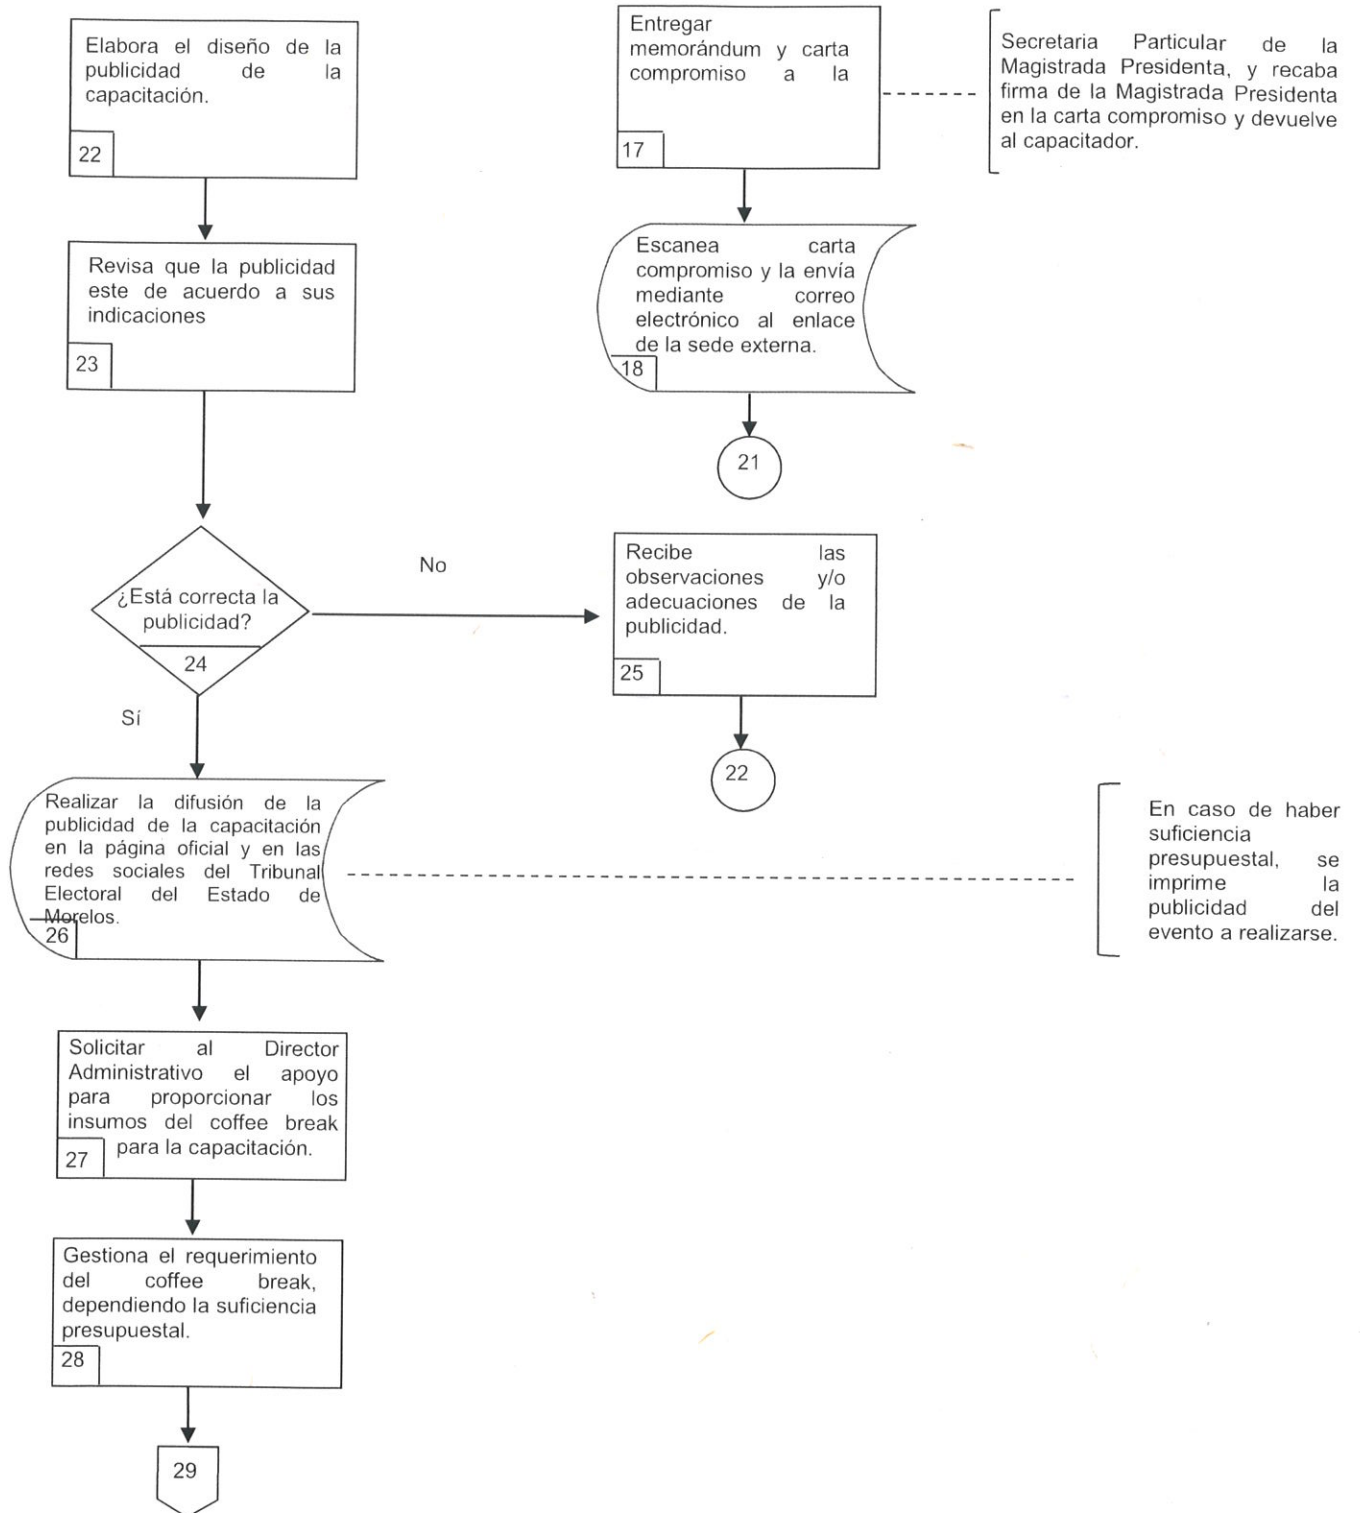 Elabora el diseño de la
publicidad de la
capacitación.
22
Revisa que la publicidad
este de acuerdo a sus
indicaciones
23
¿Está correcta la
publicidad?
24
No
Sí
Realizar la difusión de la
publicidad de la capacitación
en la página oficial y en las
redes sociales del Tribunal
Electoral del Estado de
Morelos.
26
Solicitar al Director
Administrativo el apoyo
para proporcionar los
insumos del coffee break
para la capacitación.
27
Gestiona el requerimiento
del coffee break,
dependiendo la suficiencia
presupuestal.
28
29
Entregar
memorándum y carta
compromiso a la
17
Secretaria Particular de la
Magistrada Presidenta, y recaba
firma de la Magistrada Presidenta
en la carta compromiso y devuelve
al capacitador.
Escanea carta
compromiso y la envía
mediante correo
electrónico al enlace
de la sede externa.
18
21
Recibe las
observaciones y/o
adecuaciones de la
publicidad.
25
22
En caso de haber
suficiencia
presupuestal, se
imprime la
publicidad del
evento a realizarse.